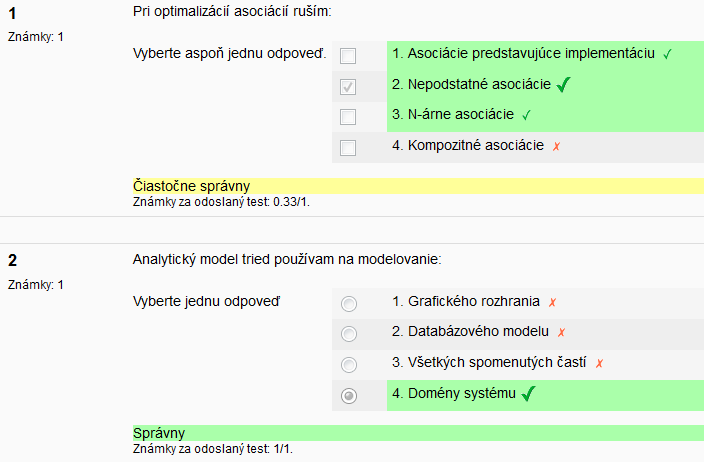 1
Známky: 1
Pri optimalizácií asociácií ruším:
Vyberte aspoň jednu odpoveď.
1. Asociácie predstavujúce implementáciu
2. Nepodstatné asociácie
3. N-árne asociácie
4. Kompozitné asociácie
Čiastočne správny
Známky za odoslaný test: 0.33/1.
2
Známky: 1
Analytický model tried používam na modelovanie:
Vyberte jednu odpoveď
1. Grafického rozhrania
2. Databázového modelu
3. Všetkých spomenutých častí
4. Domény systému
Správny
Známky za odoslaný test: 1/1.